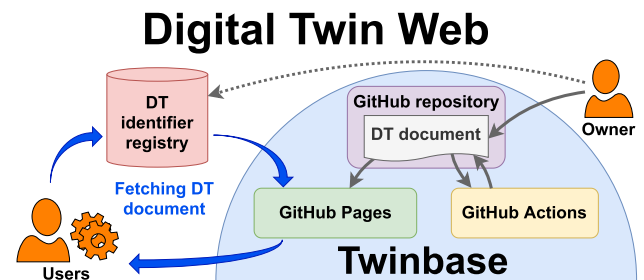 Digital Twin Web
DT
identifier
registry
GitHub repository
DT document
Owner
Fetching DT
document
GitHub Pages
GitHub Actions
Users
Twinbase